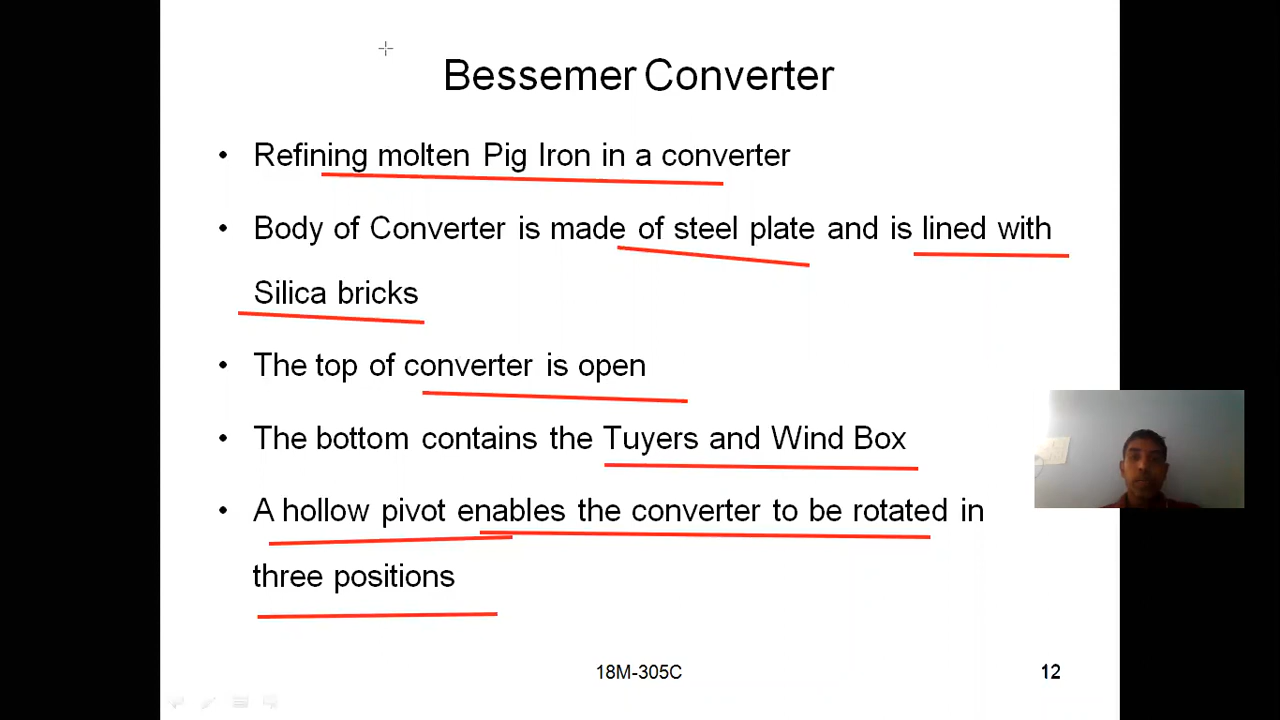 Bessemer Converter
• Refining molten Pig Iron in a converter
• Body of Converter is made of steel plate and is lined with
Silica bricks
• The top of converter is open
• The bottom contains the Tuyers and Wind Box
• A hollow pivot enables the converter to be rotated in
three positions
18M-305C
12